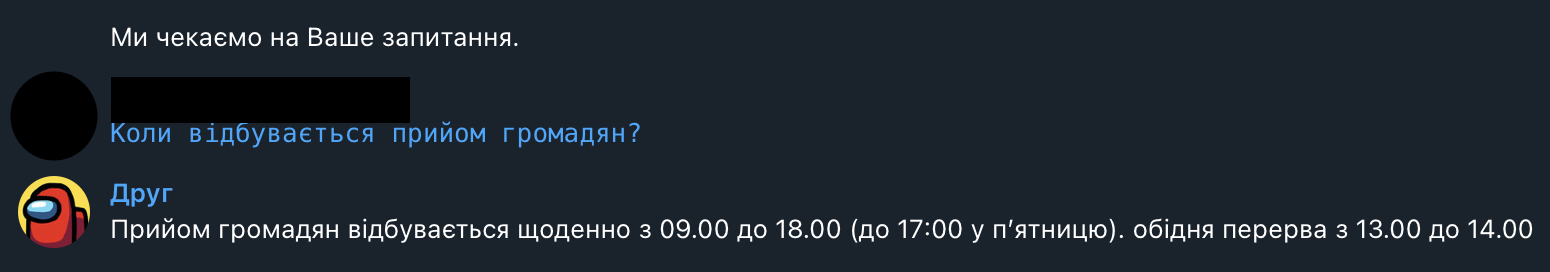 Ми чекаємо на Ваше запитання.
Коли відбувається прийом громадян?
Друг
Прийом громадян відбувається щоденно з 09.00 до 18.00 (до 17:00 у п’ятницю). обідня перерва з 13.00 до 14.00